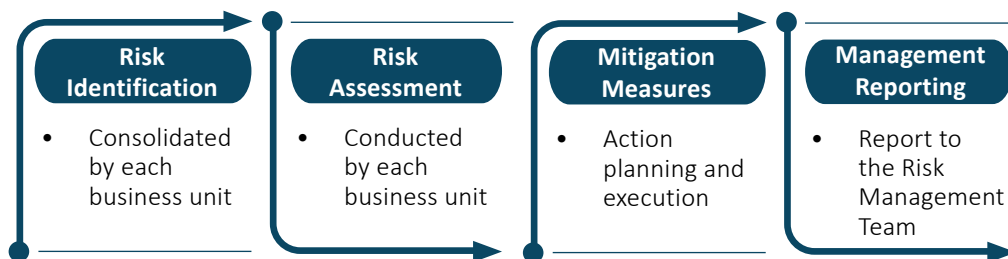 Risk
Identification
• Consolidated
by each
business unit
Risk
Assessment
• Conducted
by each
business unit
Mitigation
Measures
• Action
planning and
execution
Management
Reporting
• Report to
the Risk
Management
Team